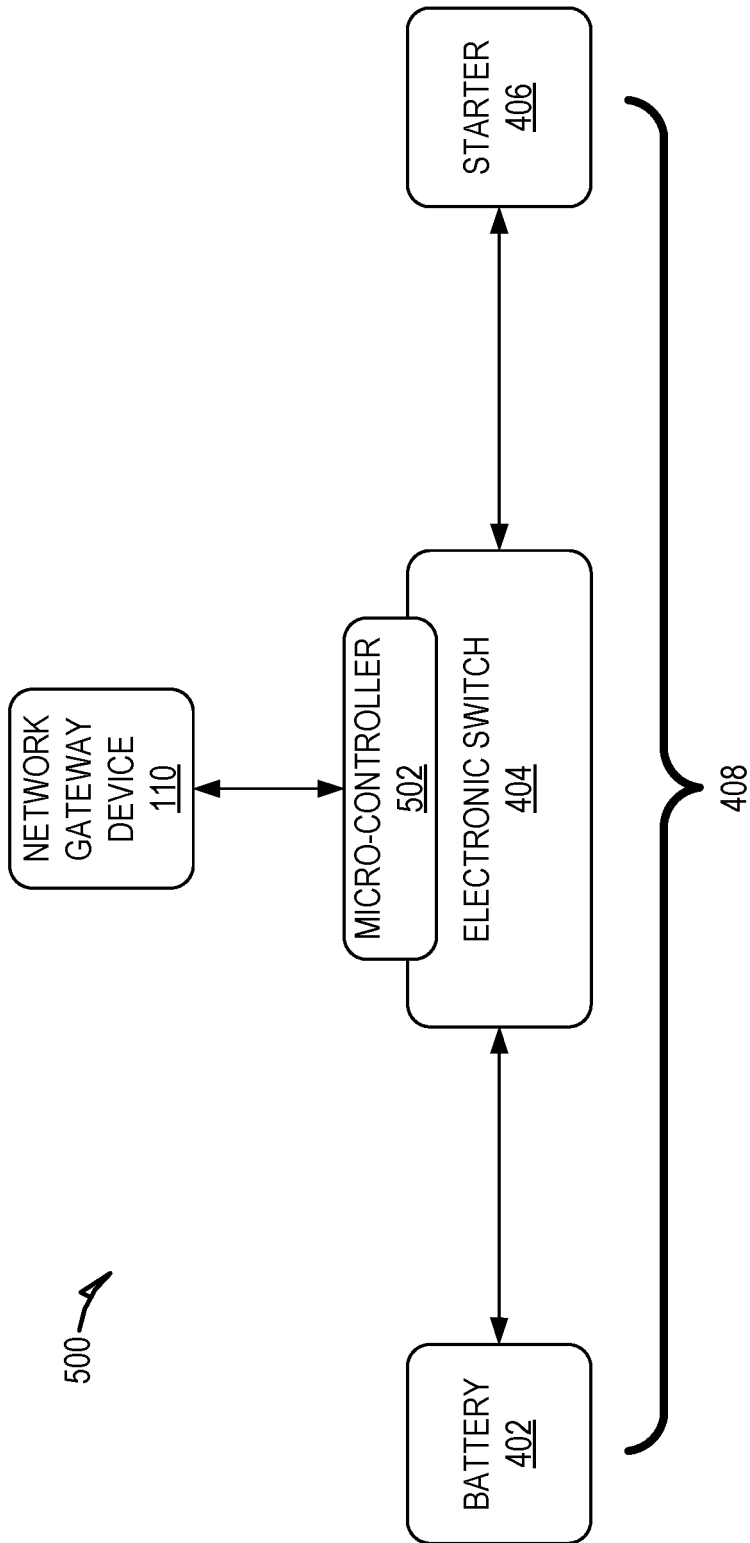 500
NETWORK
GATEWAY
DEVICE
110
MICRO-CONTROLLER
502
BATTERY
402
ELECTRONIC SWITCH
404
STARTER
406
408